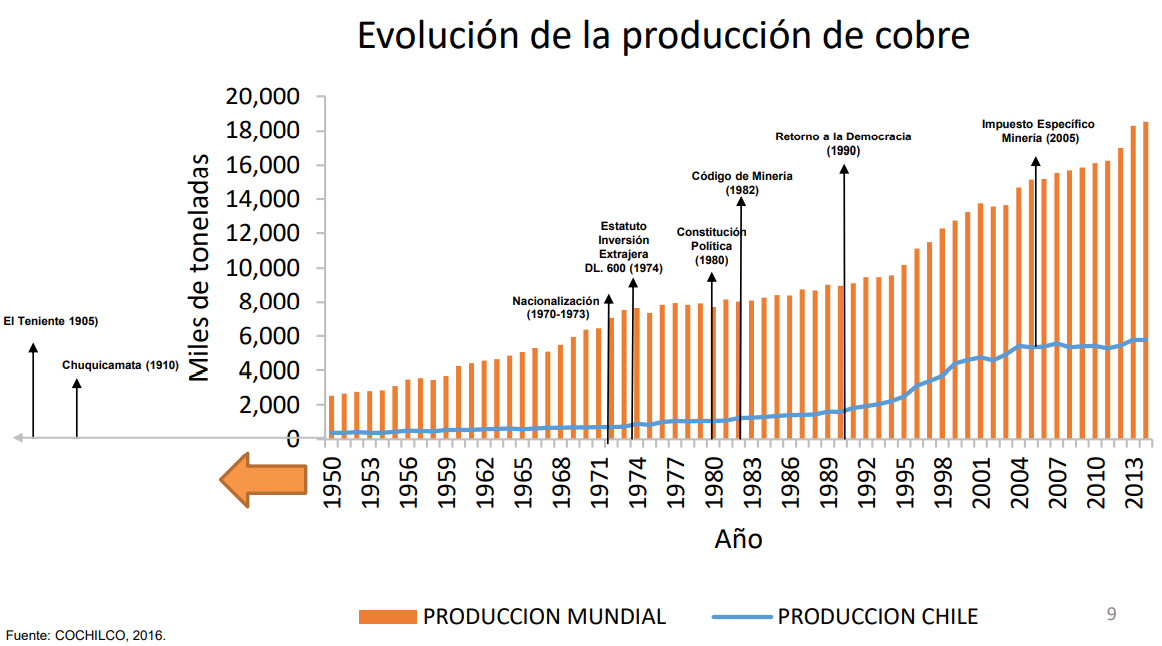 Evolución de la producción de cobre
20,000
18,000
16,000
14,000
12,000
10,000
8,000
6,000
4,000
2,000
0
Miles de toneladas
El Teniente 1905)
Chuquicamata (1910)
Nacionalización
(1970-1973)
Estatuto
Inversión
Extrajera
DL. 600 (1974)
Constitución
Política
(1980)
Código de Minería
(1982)
Retorno a la Democracia
(1990)
Impuesto Específico
Minería (2005)
1950
1953
1956
1959
1962
1965
1968
1971
1974
1977
1980
1983
1986
1989
1992
1995
1998
2001
2004
2007
2010
2013
Año
PRODUCCION MUNDIAL
PRODUCCION CHILE
9
Fuente: COCHILCO, 2016.